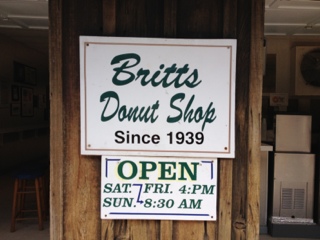 Britts
Donut Shop
Since 1939
OPEN
SAT. FRI. 4:PM
SUN. 8:30 AM